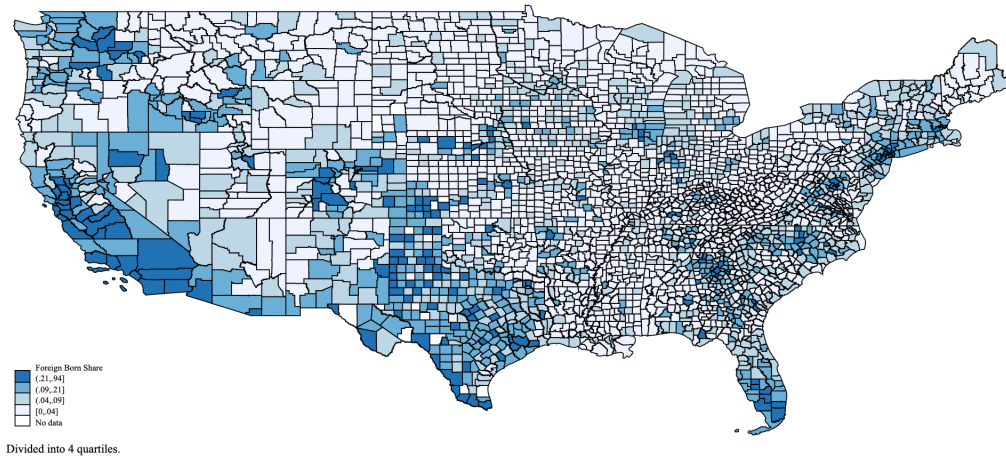 Foreign Born Share
(.21,.94]
(.09,.21]
(.04,.09]
[0,.04]
No data
Divided into 4 quartiles.